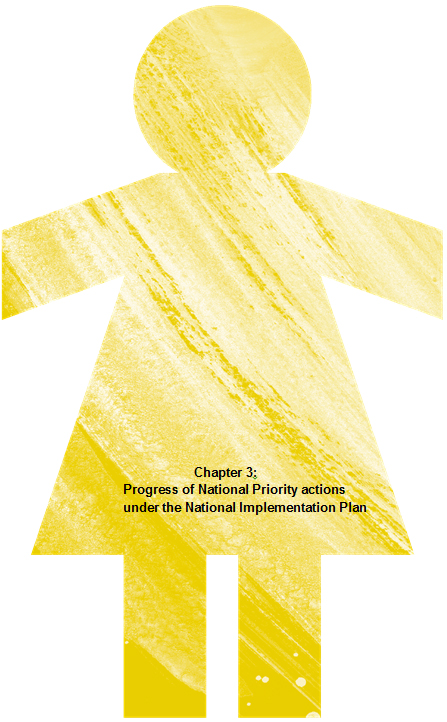 Chapter 3;
Progress of National Priority actions
under the National Implementation Plan